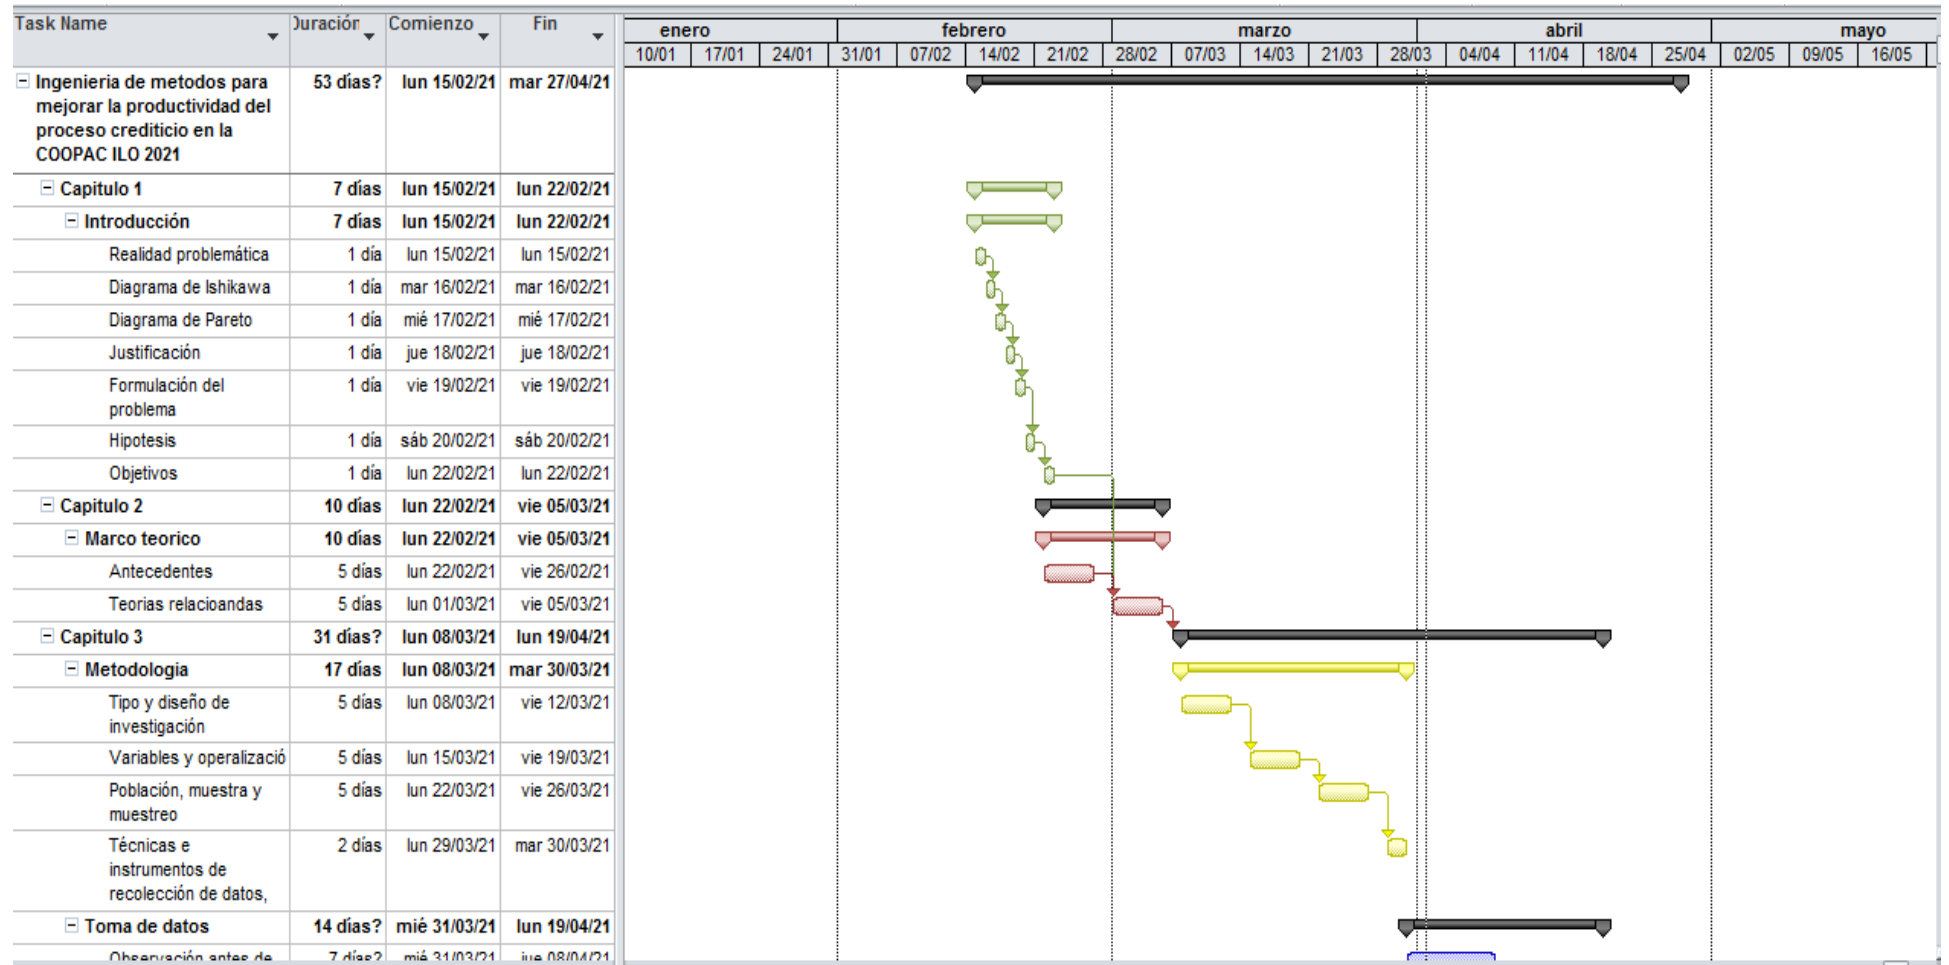 Task Name Duración Comienzo Fin
enero febrero marzo abril mayo
10/01 17/01 24/01 31/01 07/02 14/02 21/02 28/02 07/03 14/03 21/03 28/03 04/04 11/04 18/04 25/04 02/05 09/05 16/05
Ingenieria de metodos para 53 días? lun 15/02/21 mar 27/04/21
mejorar la productividad del
proceso crediticio en la
COOPAC ILO 2021
Capitulo 1 7 días lun 15/02/21 lun 22/02/21
Introducción 7 días lun 15/02/21 lun 22/02/21
Realidad problemática 1 día lun 15/02/21 lun 15/02/21
Diagrama de Ishikawa 1 día mar 16/02/21 mar 16/02/21
Diagrama de Pareto 1 día mié 17/02/21 mié 17/02/21
Justificación 1 día jue 18/02/21 jue 18/02/21
Formulación del 1 día vie 19/02/21 vie 19/02/21
problema
Hipotesis 1 día sáb 20/02/21 sáb 20/02/21
Objetivos 1 día lun 22/02/21 lun 22/02/21
Capitulo 2 10 días lun 22/02/21 vie 05/03/21
Marco teorico 10 días lun 22/02/21 vie 05/03/21
Antecedentes 5 días lun 22/02/21 vie 26/02/21
Teorias relacioandas 5 días lun 01/03/21 vie 05/03/21
Capitulo 3 31 días? lun 08/03/21 lun 19/04/21
Metodologia 17 días lun 08/03/21 mar 30/03/21
Tipo y diseño de 5 días lun 08/03/21 vie 12/03/21
investigación
Variables y operalizació 5 días lun 15/03/21 vie 19/03/21
Población, muestra y 5 días lun 22/03/21 vie 26/03/21
muestreo
Técnicas e 2 días lun 29/03/21 mar 30/03/21
instrumentos de
recolección de datos,
Toma de datos 14 días? mié 31/03/21 lun 19/04/21
Observación antes de 7 días? mié 31/03/21 jue 08/04/21